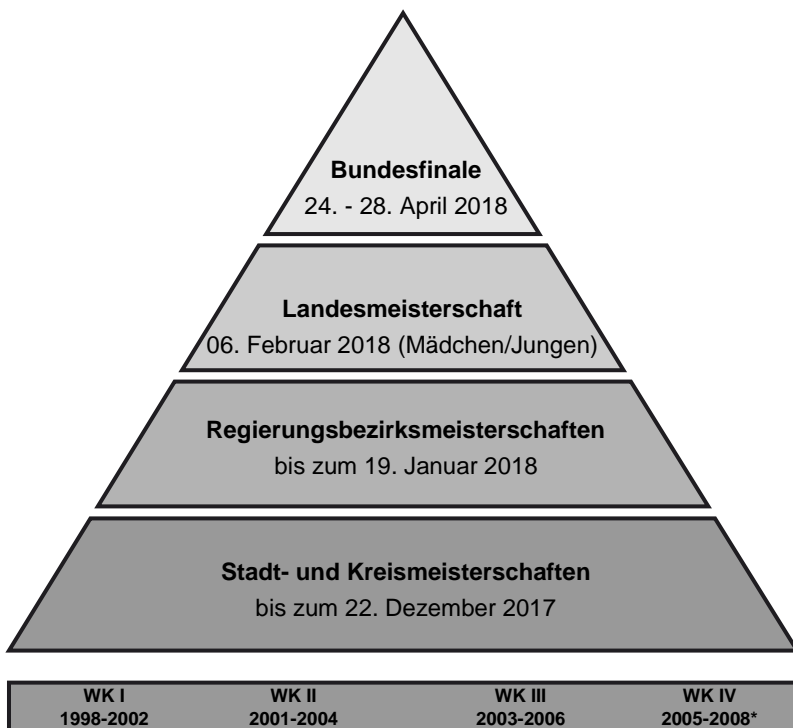 Bundesfinale
24. - 28. April 2018
Landesmeisterschaft
06. Februar 2018 (Mädchen/Jungen)
Regierungsbezirksmeisterschaften
bis zum 19. Januar 2018
Stadt- und Kreismeisterschaften
bis zum 22. Dezember 2017
WK I WK II WK III WK IV
1998-2002 2001-2004 2003-2006 2005-2008*